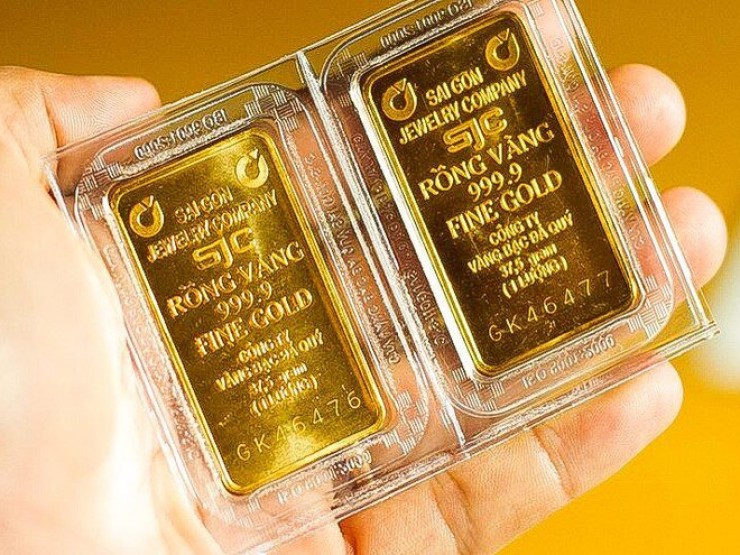 SAI GON
JEWELRY COMPANY
SJC
RỒNG VÀNG
999.9
FINE GOLD
CÔNG TY
VÀNG BẠC ĐÁ QUÝ
37,5 gram
(1 LƯỢNG)
GK46476
SAI GON
JEWELRY COMPANY
SJC
RỒNG VÀNG
999.9
FINE GOLD
CÔNG TY
VÀNG BẠC ĐÁ QUÝ
37,5 gram
(1 LƯỢNG)
GK46477